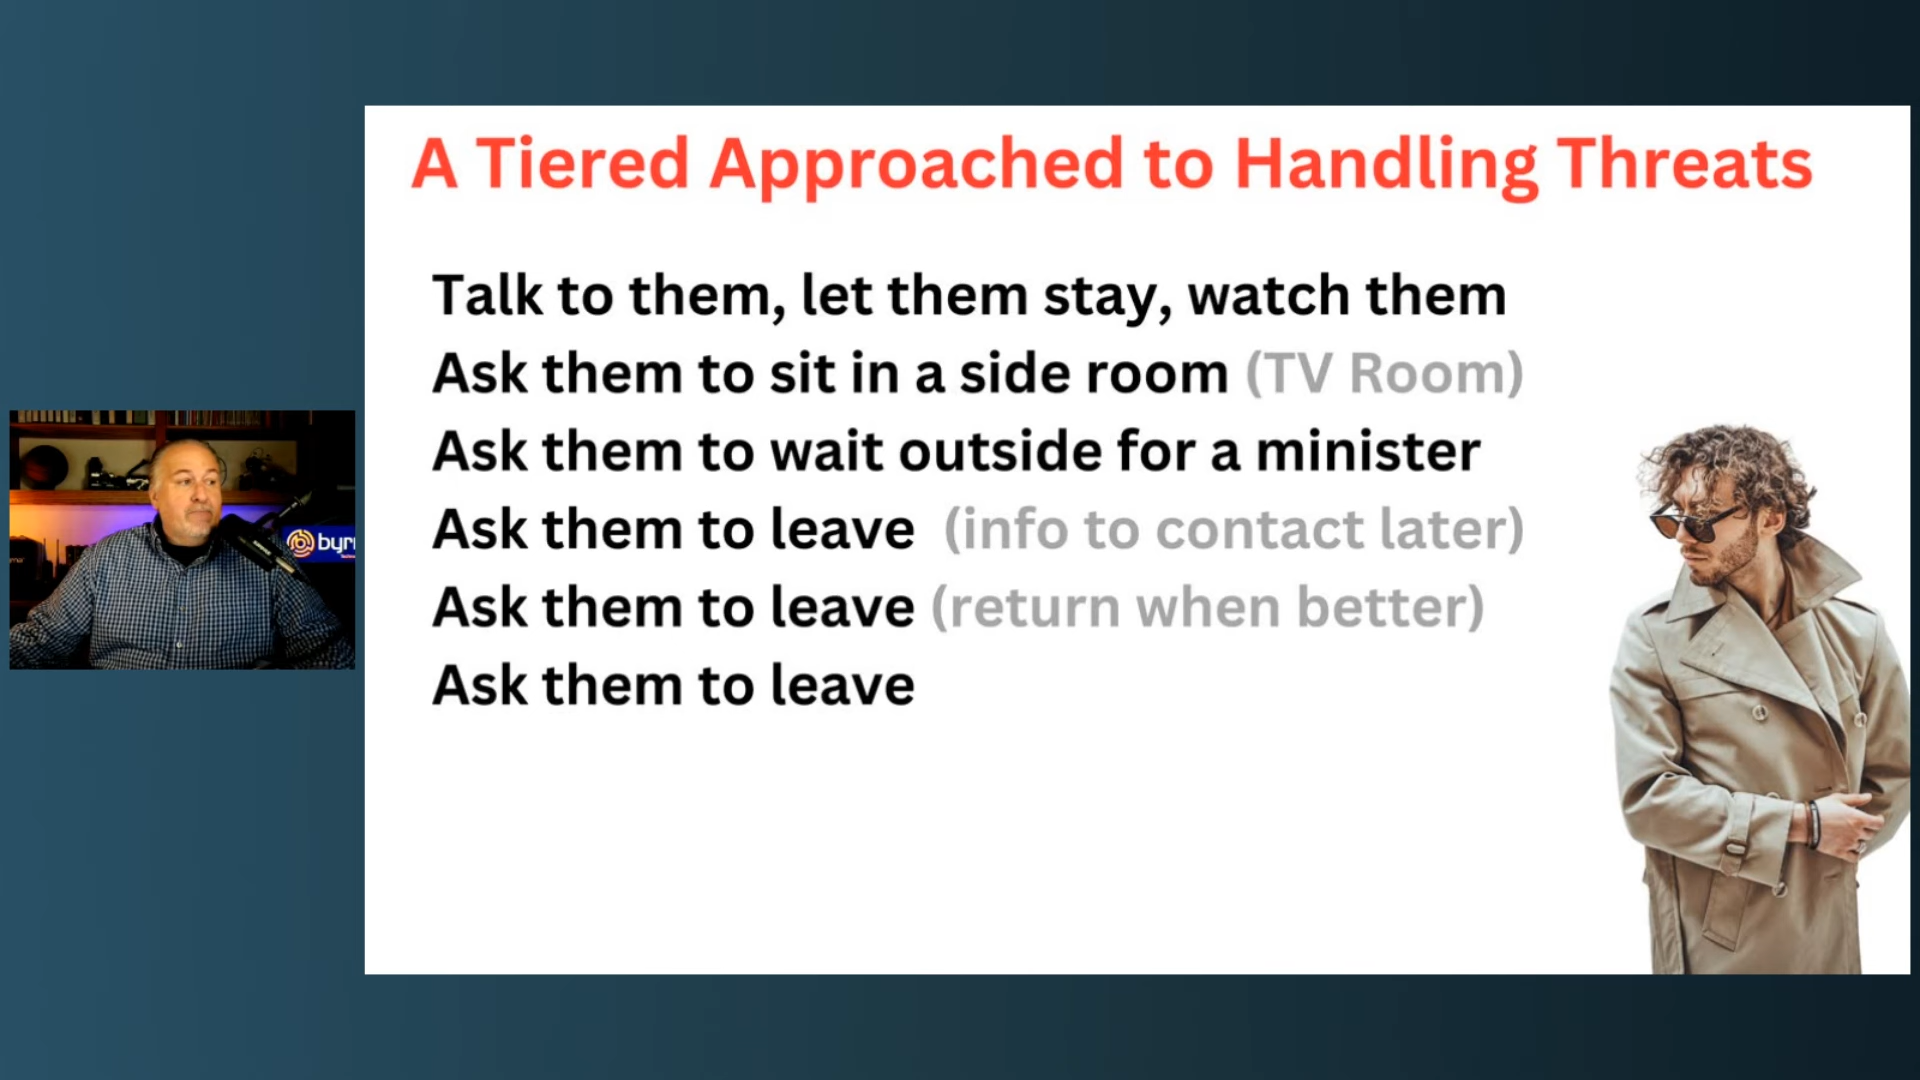 A Tiered Approached to Handling Threats
Talk to them, let them stay, watch them
Ask them to sit in a side room (TV Room)
Ask them to wait outside for a minister
Ask them to leave (info to contact later)
Ask them to leave (return when better)
Ask them to leave